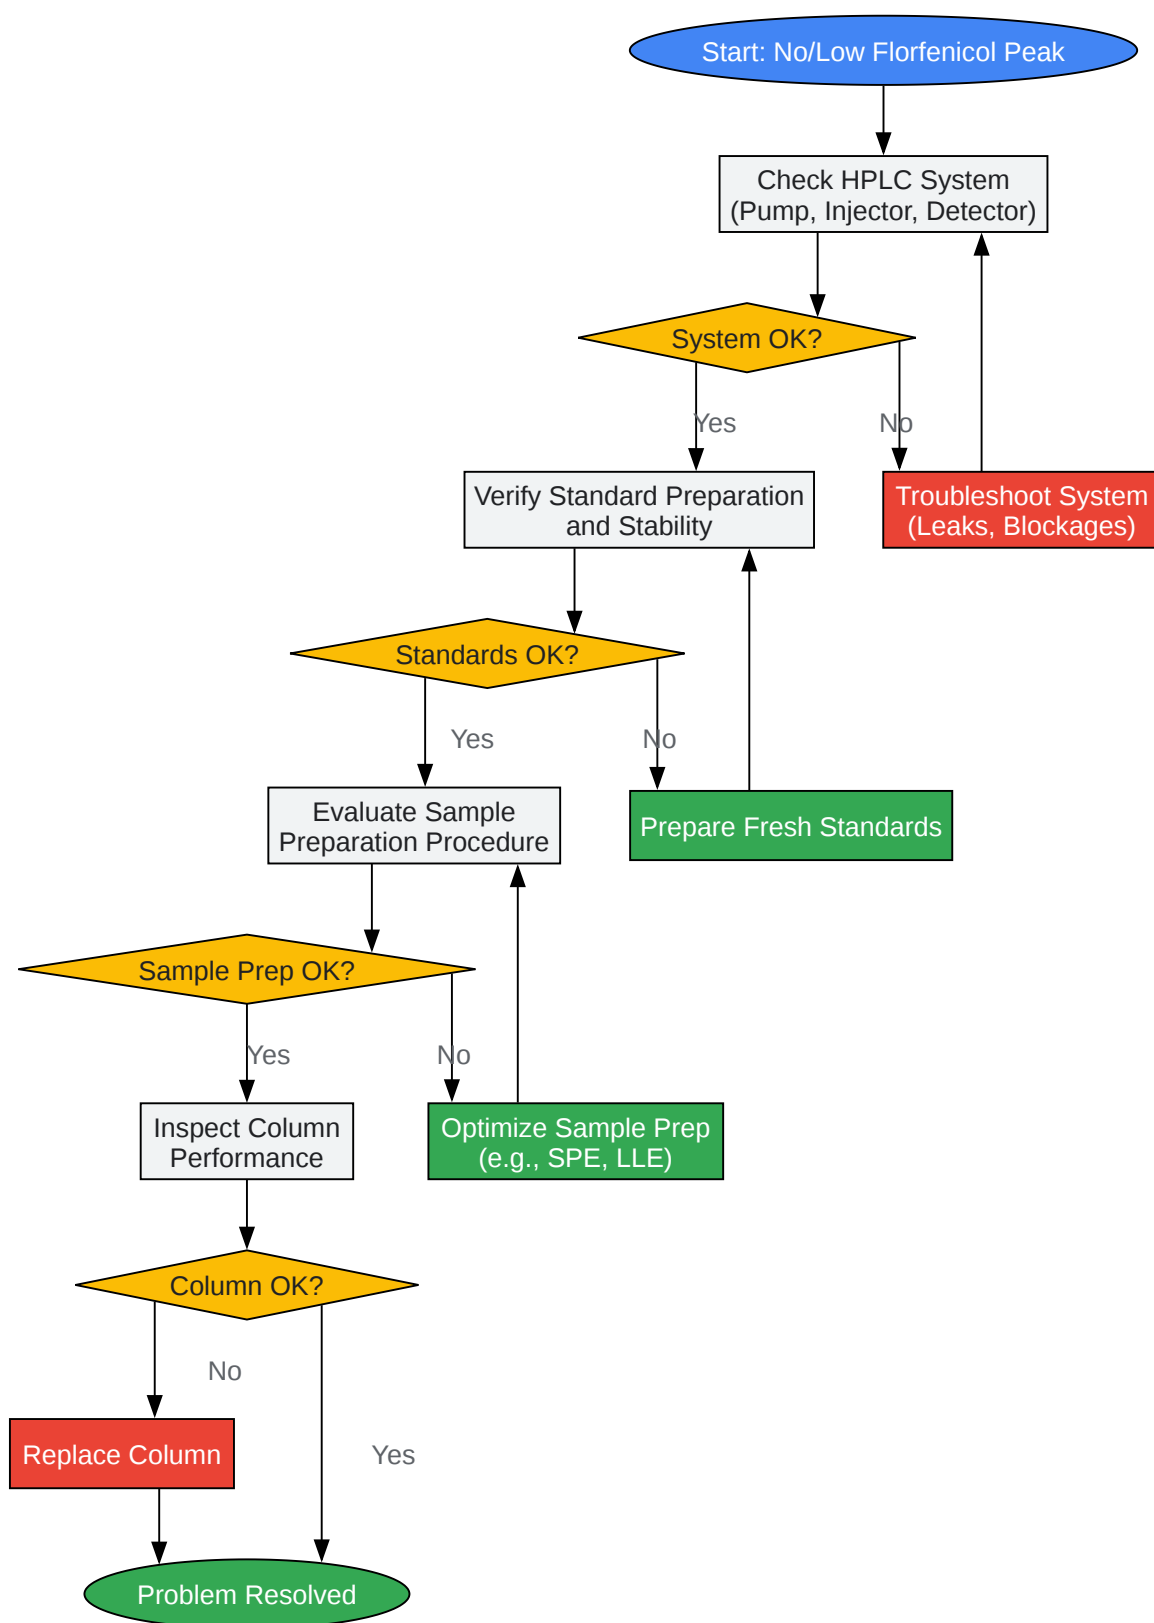 Start: No/Low Florfenicol Peak
Check HPLC System
(Pump, Injector, Detector)
System OK?
Yes
No
Verify Standard Preparation
and Stability
Troubleshoot System
(Leaks, Blockages)
Standards OK?
Yes
No
Evaluate Sample
Preparation Procedure
Prepare Fresh Standards
Sample Prep OK?
Yes
No
Inspect Column
Performance
Optimize Sample Prep
(e.g., SPE, LLE)
Column OK?
No
Replace Column
Yes
Problem Resolved